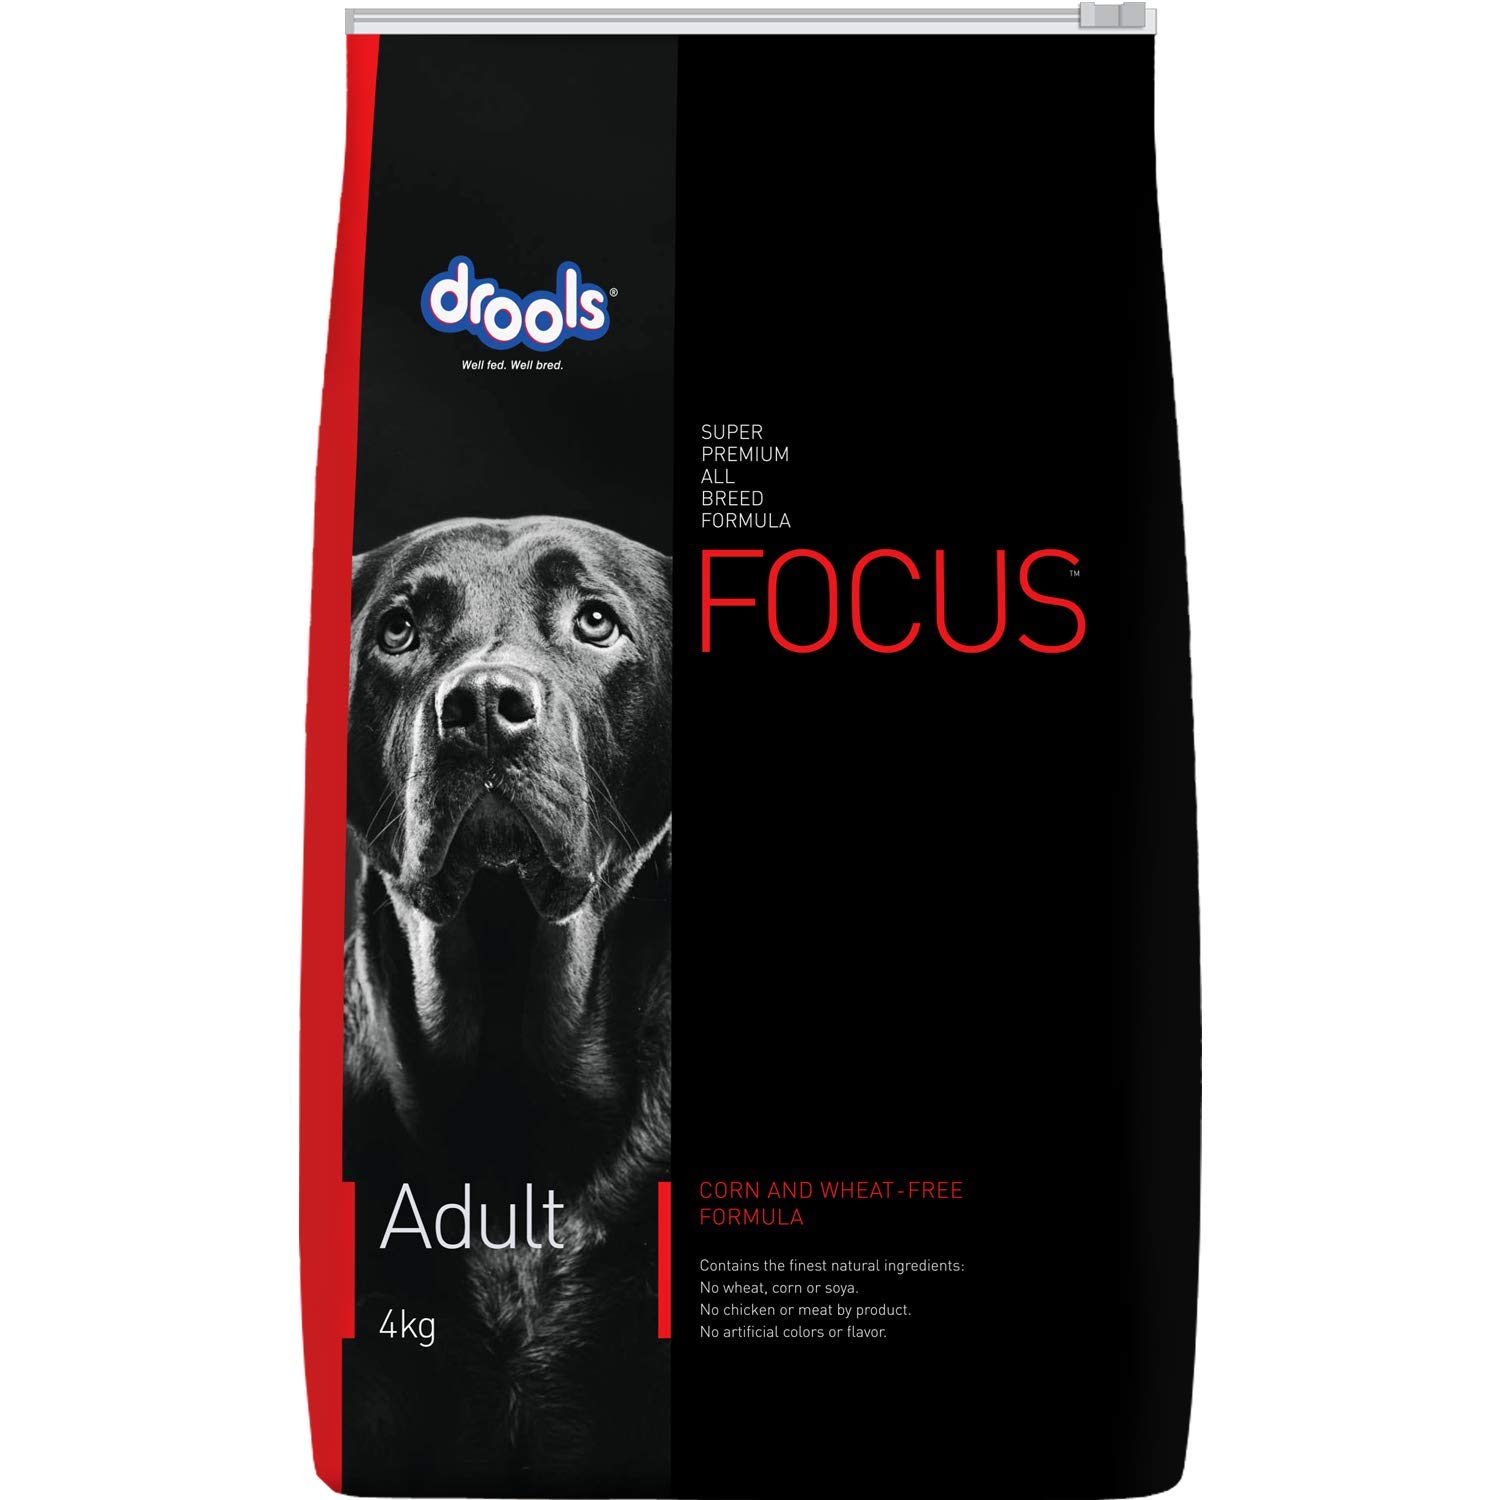 drools®
Well fed. Well bred.
SUPER
PREMIUM
ALL
BREED
FORMULA
FOCUS™
Adult
4kg
CORN AND WHEAT-FREE
FORMULA
Contains the finest natural ingredients:
No wheat, corn or soya.
No chicken or meat by product.
No artificial colors or flavor.